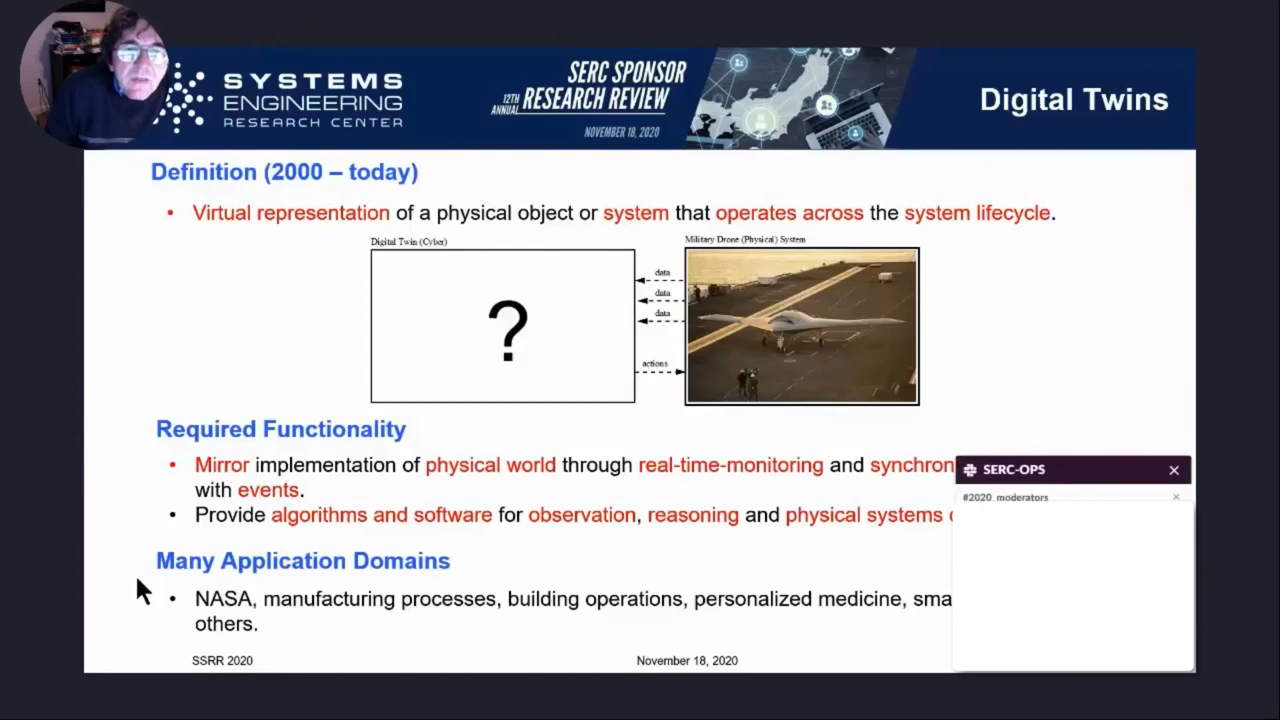 SYSTEMS
ENGINEERING
RESEARCH CENTER
12TH
ANNUAL
SERC SPONSOR
RESEARCH REVIEW
NOVEMBER 18, 2020
Digital Twins
Definition (2000 – today)
• Virtual representation of a physical object or system that operates across the system lifecycle.
Digital Twin (Cyber)
Military Drone (Physical) System
?
data
data
data
actions
Required Functionality
• Mirror implementation of physical world through real-time-monitoring and
with events.
• Provide algorithms and software for observation, reasoning and physical systems
Many Application Domains
• NASA, manufacturing processes, building operations, personalized medicine,
others.
SERC-OPS
#2020_moderators
SSRR 2020
November 18, 2020